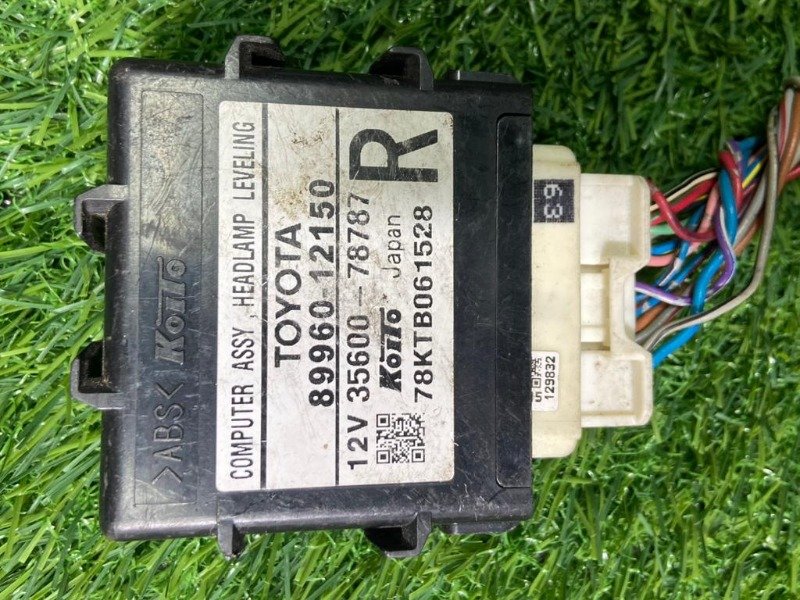 >ABS< KOITO
COMPUTER ASSY , HEADLAMP LEVELING
TOYOTA
89960-12150
12V 35600-78787 R
KOITO Japan
78KTB061528
63
129832